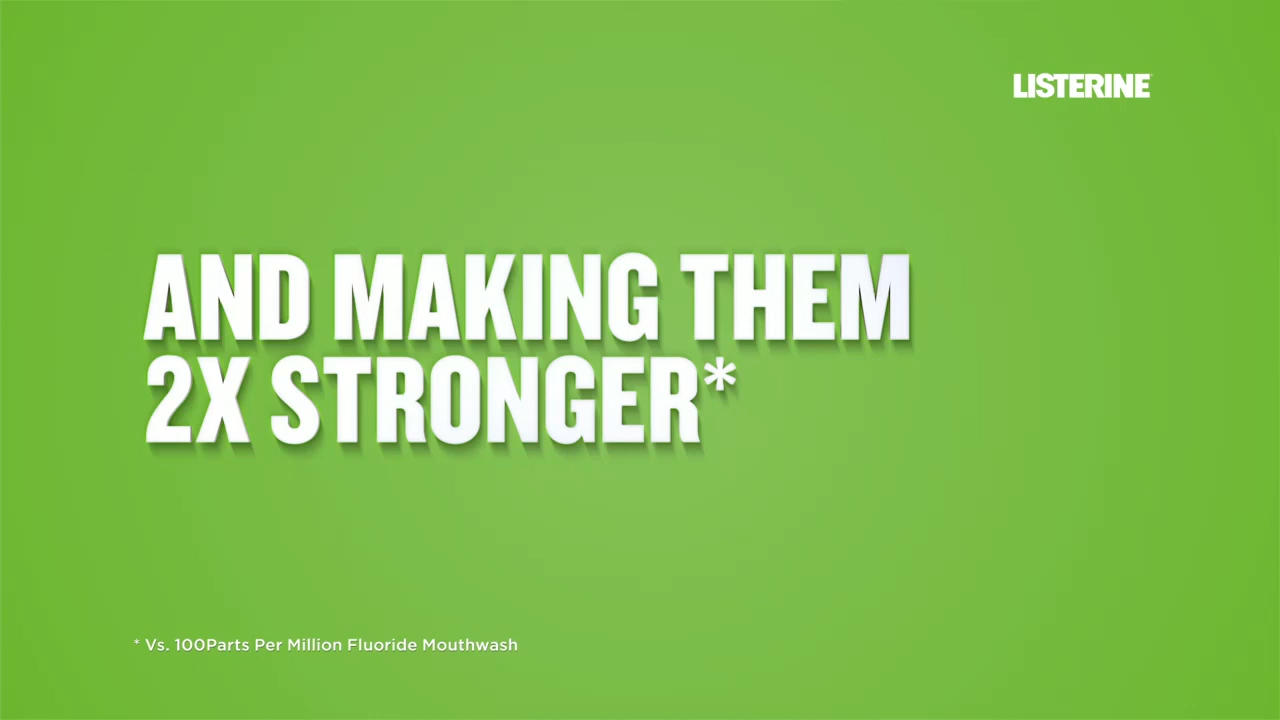 LISTERINE
AND MAKING THEM
2X STRONGER*
* Vs. 100Parts Per Million Fluoride Mouthwash